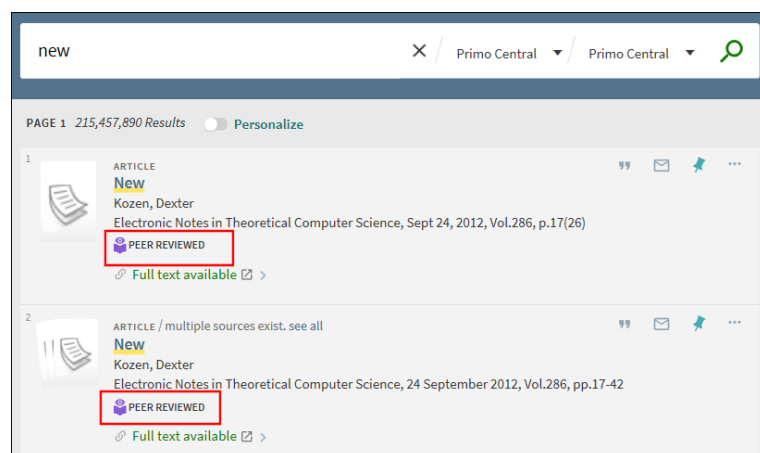 new Primo Central Primo Central
PAGE 1 215,457,890 Results Personalize
1
ARTICLE
New
Kozen, Dexter
Electronic Notes in Theoretical Computer Science, Sept 24, 2012, Vol.286, p.17(26)
PEER REVIEWED
Full text available
2
ARTICLE / multiple sources exist. see all
New
Kozen, Dexter
Electronic Notes in Theoretical Computer Science, 24 September 2012, Vol.286, pp.17-42
PEER REVIEWED
Full text available